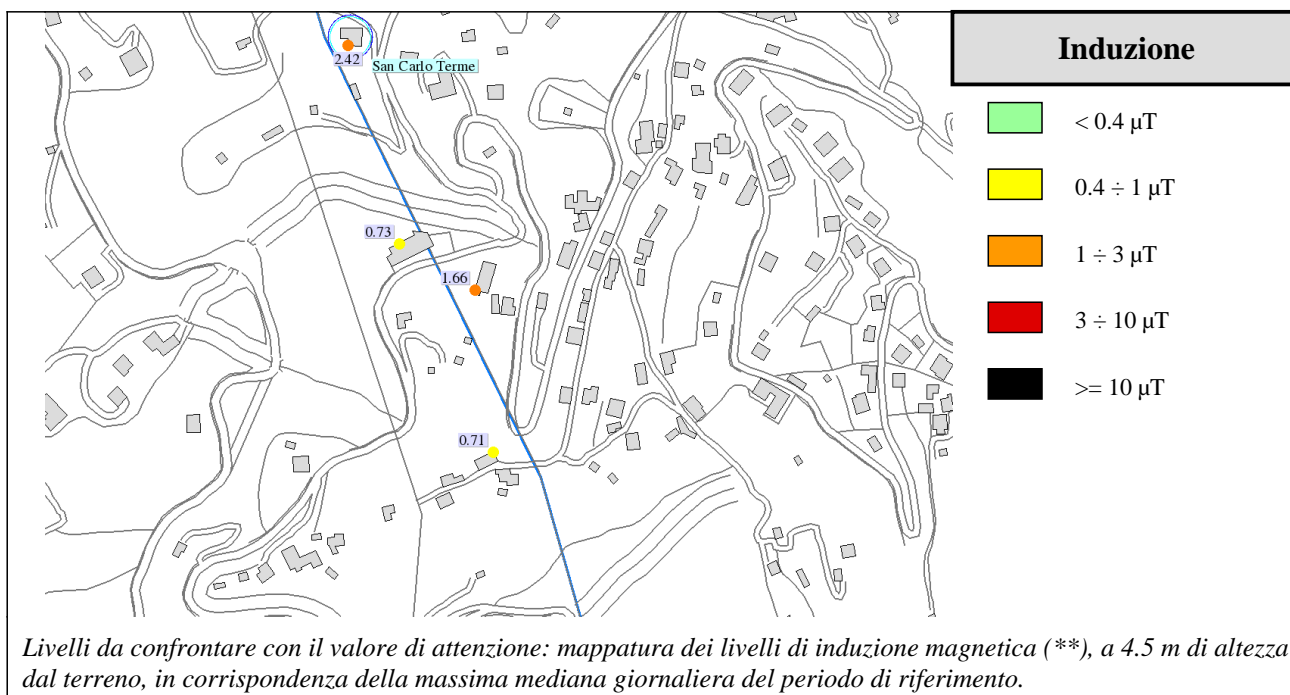 2.42
San Carlo Terme
0.73
1.66
0.71
Induzione
< 0.4 µT
0.4 ÷ 1 µT
1 ÷ 3 µT
3 ÷ 10 µT
>= 10 µT
Livelli da confrontare con il valore di attenzione: mappatura dei livelli di induzione magnetica (**), a 4.5 m di altezza
dal terreno, in corrispondenza della massima mediana giornaliera del periodo di riferimento.